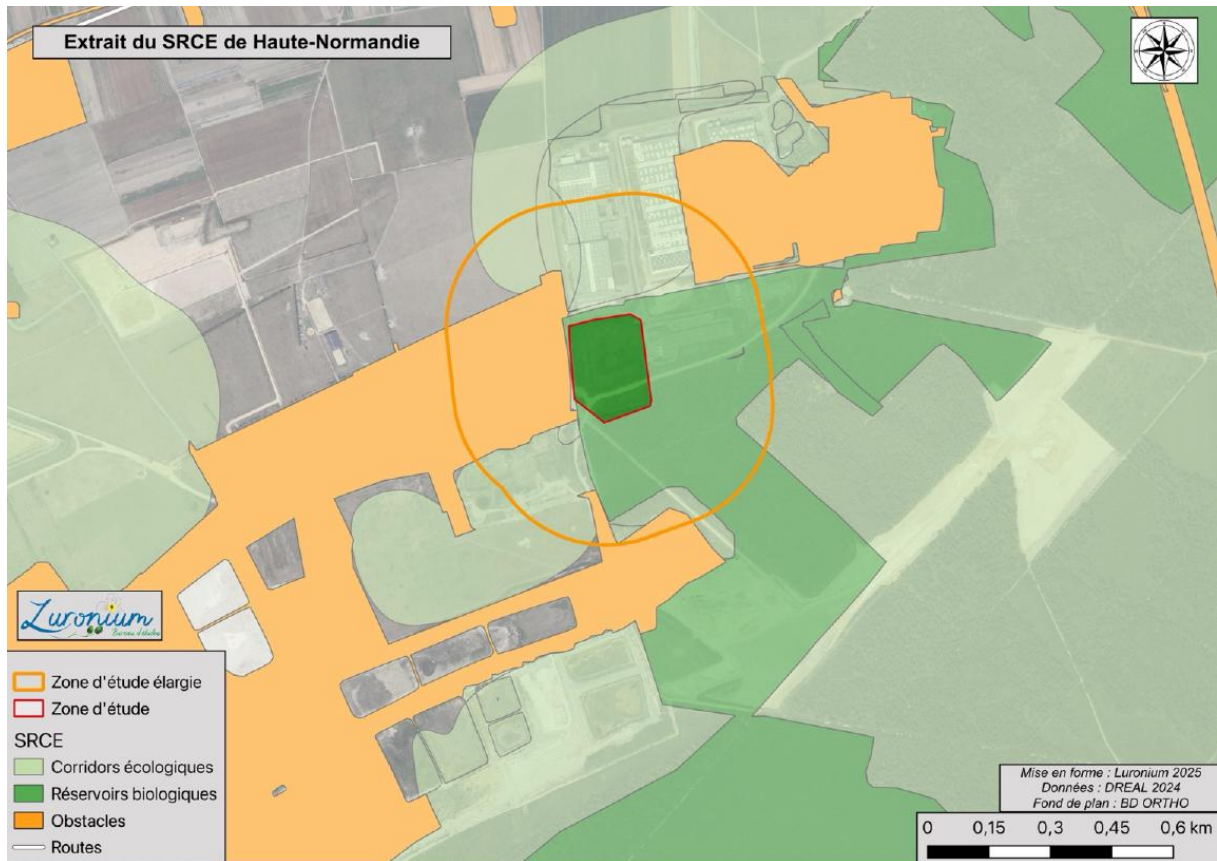 Extrait du SRCE de Haute-Normandie
Luronium
Bureau d'études
Zone d'étude élargie
Zone d'étude
SRCE
Corridors écologiques
Réservoirs biologiques
Obstacles
Routes
Mise en forme : Luronium 2025
Données : DREAL 2024
Fond de plan : BD ORTHO
0 0,15 0,3 0,45 0,6 km